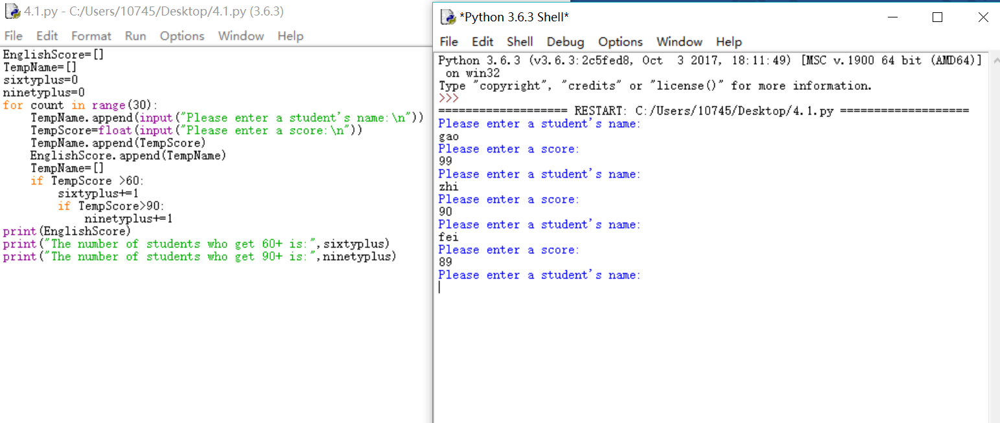 4.1.py - C:/Users/10745/Desktop/4.1.py (3.6.3)
File Edit Format Run Options Window Help
EnglishScore=[]
TempName=[]
sixtyplus=0
ninetyplus=0
for count in range(30):
    TempName.append(input("Please enter a student's name:\n"))
    TempScore=float(input("Please enter a score:\n"))
    TempName.append(TempScore)
    EnglishScore.append(TempName)
    TempName=[]
    if TempScore >60:
        sixtyplus+=1
        if TempScore>90:
            ninetyplus+=1
print(EnglishScore)
print("The number of students who get 60+ is:",sixtyplus)
print("The number of students who get 90+ is:",ninetyplus)
*Python 3.6.3 Shell*
File Edit Shell Debug Options Window Help
Python 3.6.3 (v3.6.3:2c5fed8, Oct  3 2017, 18:11:49) [MSC v.1900 64 bit (AMD64)]
 on win32
Type "copyright", "credits" or "license()" for more information.
>>>
=================== RESTART: C:/Users/10745/Desktop/4.1.py ===================
Please enter a student's name:
gao
Please enter a score:
99
Please enter a student's name:
zhi
Please enter a score:
90
Please enter a student's name:
fei
Please enter a score:
89
Please enter a student's name: